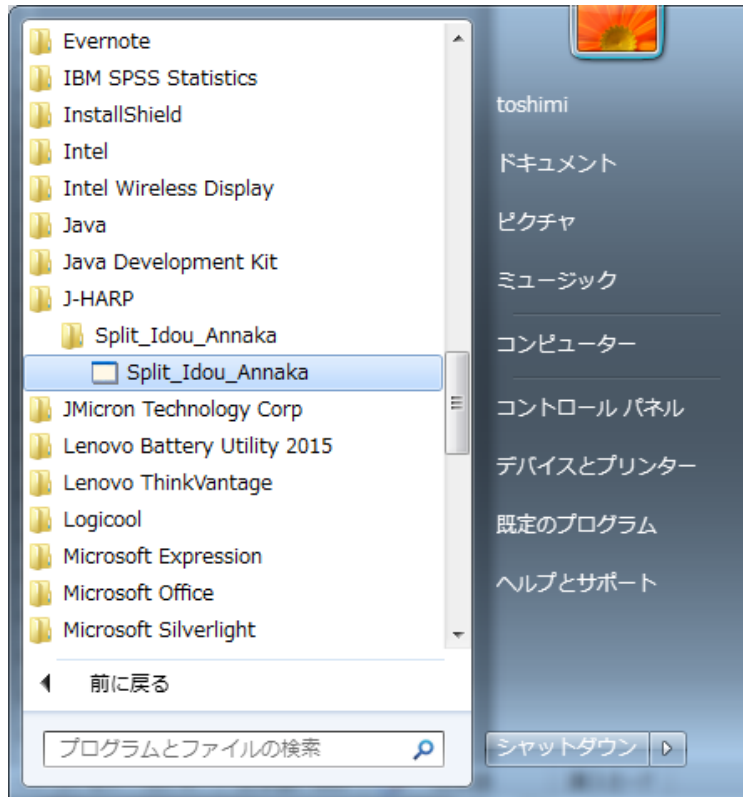 Evernote
IBM SPSS Statistics
InstallShield
Intel
Intel Wireless Display
Java
Java Development Kit
J-HARP
Split_Idou_Annaka
Split_Idou_Annaka
JMicron Technology Corp
Lenovo Battery Utility 2015
Lenovo ThinkVantage
Logicool
Microsoft Expression
Microsoft Office
Microsoft Silverlight
前に戻る
プログラムとファイルの検索
toshimi
ドキュメント
ピクチャ
ミュージック
コンピューター
コントロール パネル
デバイスとプリンター
既定のプログラム
ヘルプとサポート
シャットダウン